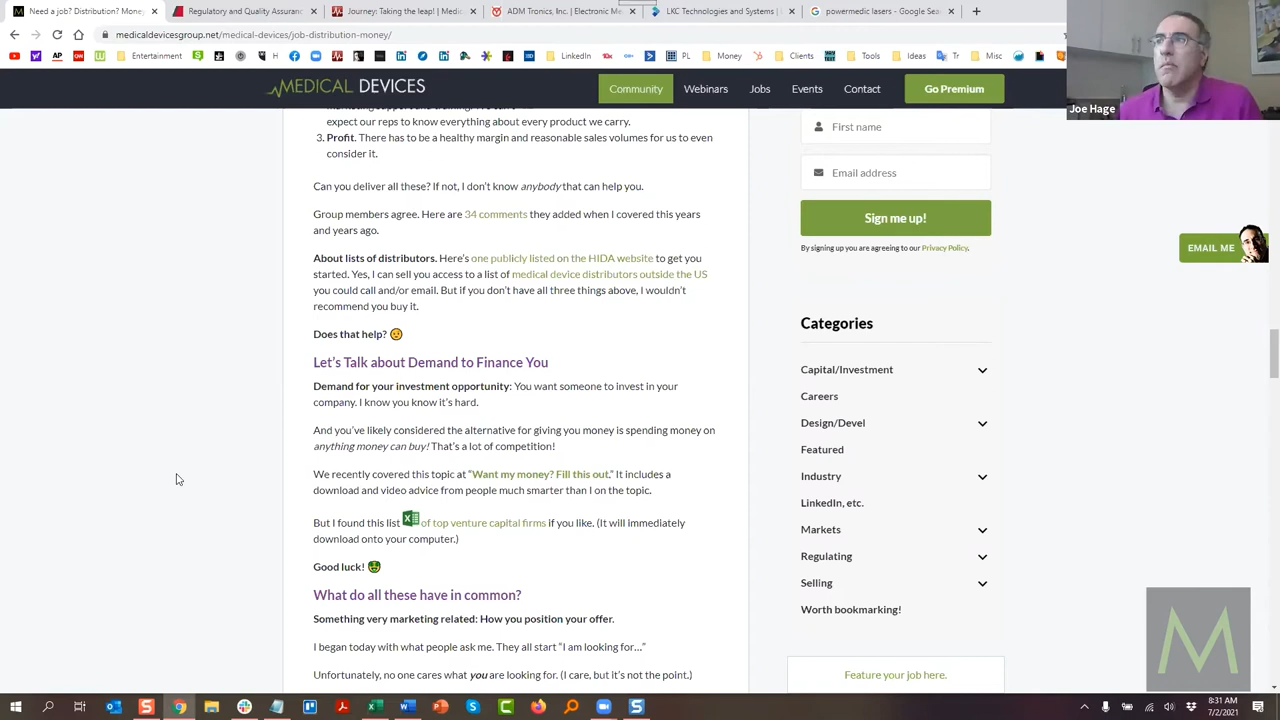 Need a job? Distribution? Money?
Regulatory and Quality Assuranc
Journey: Taking the leap! | Medic
ADM Tronics, Inc. | Electronic Me
LKC Technologies and Systems |
powermedic lasers - Google Sea
medicaldevicesgroup.net/medical-devices/job-distribution-money/
Entertainment
LinkedIn
PL
Money
Clients
Tools
Ideas
Tr
Misc
MEDICAL DEVICES
Community
Webinars
Jobs
Events
Contact
Go Premium
Joe Hage
expect our reps to know everything about every product we carry.
3. Profit. There has to be a healthy margin and reasonable sales volumes for us to even
consider it.
Can you deliver all these? If not, I don't know anybody that can help you.
Group members agree. Here are 34 comments they added when I covered this years
and years ago.
About lists of distributors. Here's one publicly listed on the HIDA website to get you
started. Yes, I can sell you access to a list of medical device distributors outside the US
you could call and/or email. But if you don't have all three things above, I wouldn't
recommend you buy it.
Does that help?
Let's Talk about Demand to Finance You
Demand for your investment opportunity: You want someone to invest in your
company. I know you know it's hard.
And you've likely considered the alternative for giving you money is spending money on
anything money can buy! That's a lot of competition!
We recently covered this topic at "Want my money? Fill this out." It includes a
download and video advice from people much smarter than I on the topic.
But I found this list of top venture capital firms if you like. (It will immediately
download onto your computer.)
Good luck!
What do all these have in common?
Something very marketing related: How you position your offer.
I began today with what people ask me. They all start "I am looking for..."
Unfortunately, no one cares what you are looking for. (I care, but it's not the point.)
First name
Email address
Sign me up!
By signing up you are agreeing to our Privacy Policy.
EMAIL ME
Categories
Capital/Investment
Careers
Design/Devel
Featured
Industry
LinkedIn, etc.
Markets
Regulating
Selling
Worth bookmarking!
Feature your job here.
M
8:31 AM
7/2/2021